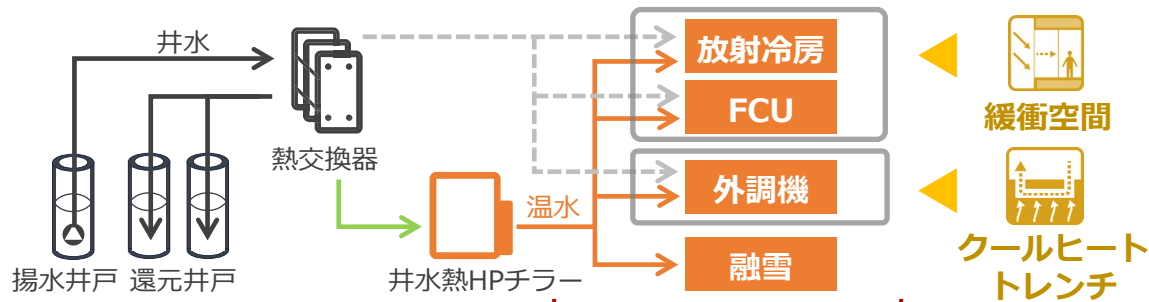 井水
熱交換器
揚水井戸
還元井戸
井水熱HPチラー
温水
放射冷房
FCU
外調機
融雪
緩衝空間
クールヒート
トレンチ